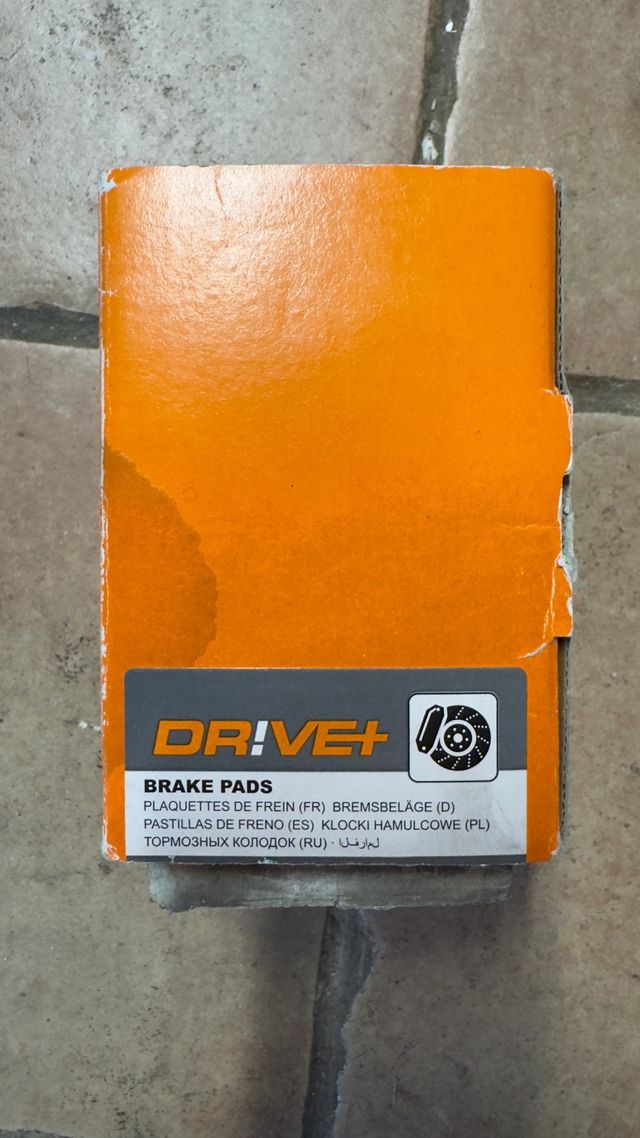 DR!VE+
BRAKE PADS
PLAQUETTES DE FREIN (FR) BREMSBELÄGE (D)
PASTILLAS DE FRENO (ES) KLOCKI HAMULCOWE (PL)
ТОРМОЗНЫХ КОЛОДОК (RU) · ﺍﻟﻔﺮﺍﻣﻞ